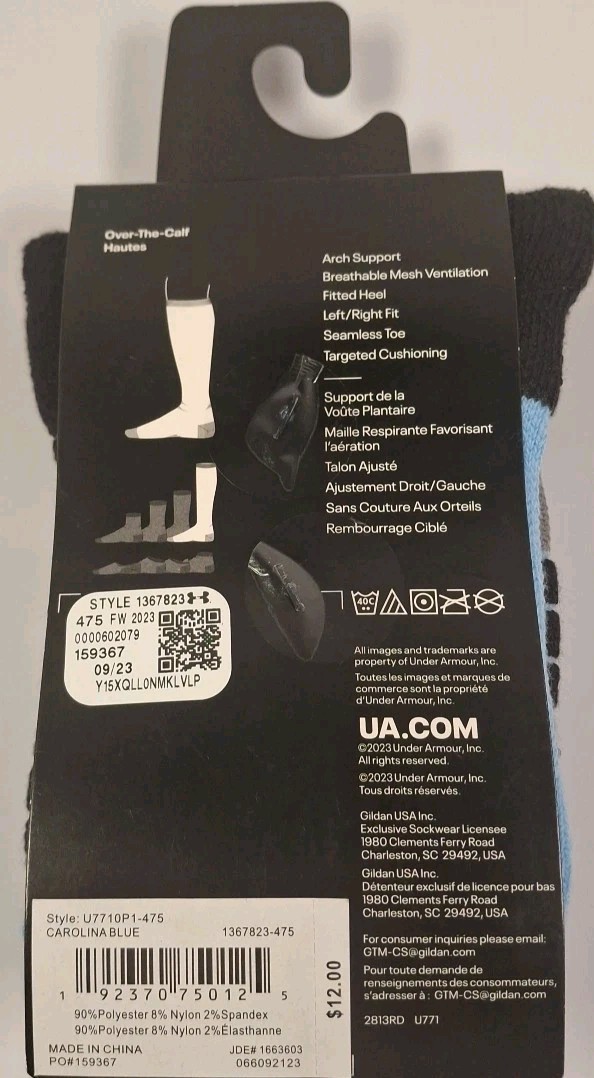 Over-The-Calf
Hautes
Arch Support
Breathable Mesh Ventilation
Fitted Heel
Left/Right Fit
Seamless Toe
Targeted Cushioning
Support de la
Voûte Plantaire
Maille Respirante Favorisant
l'aération
Talon Ajusté
Ajustement Droit/Gauche
Sans Couture Aux Orteils
Rembourrage Ciblé
40C
STYLE 1367823
475 FW 2023
0000602079
159367
09/23
Y15XQLL0NMKLVLP
All images and trademarks are
property of Under Armour, Inc.
Toutes les images et marques de
commerce sont la propriété
d'Under Armour, Inc.
UA.COM
©2023 Under Armour, Inc.
All rights reserved.
©2023 Under Armour, Inc.
Tous droits réservés.
Gildan USA Inc.
Exclusive Sockwear Licensee
1980 Clements Ferry Road
Charleston, SC 29492, USA
Gildan USA Inc.
Détenteur exclusif de licence pour bas
1980 Clements Ferry Road
Charleston, SC 29492, USA
For consumer inquiries please email:
GTM-CS@gildan.com
Pour toute demande de
renseignements des consommateurs,
s'adresser à : GTM-CS@gildan.com
2813RD U771
Style: U7710P1-475
CAROLINA BLUE 1367823-475
1 92370 75012 5
90%Polyester 8% Nylon 2%Spandex
90%Polyester 8% Nylon 2%Élasthanne
MADE IN CHINA JDE# 1663603
PO#159367 066092123
$12.00